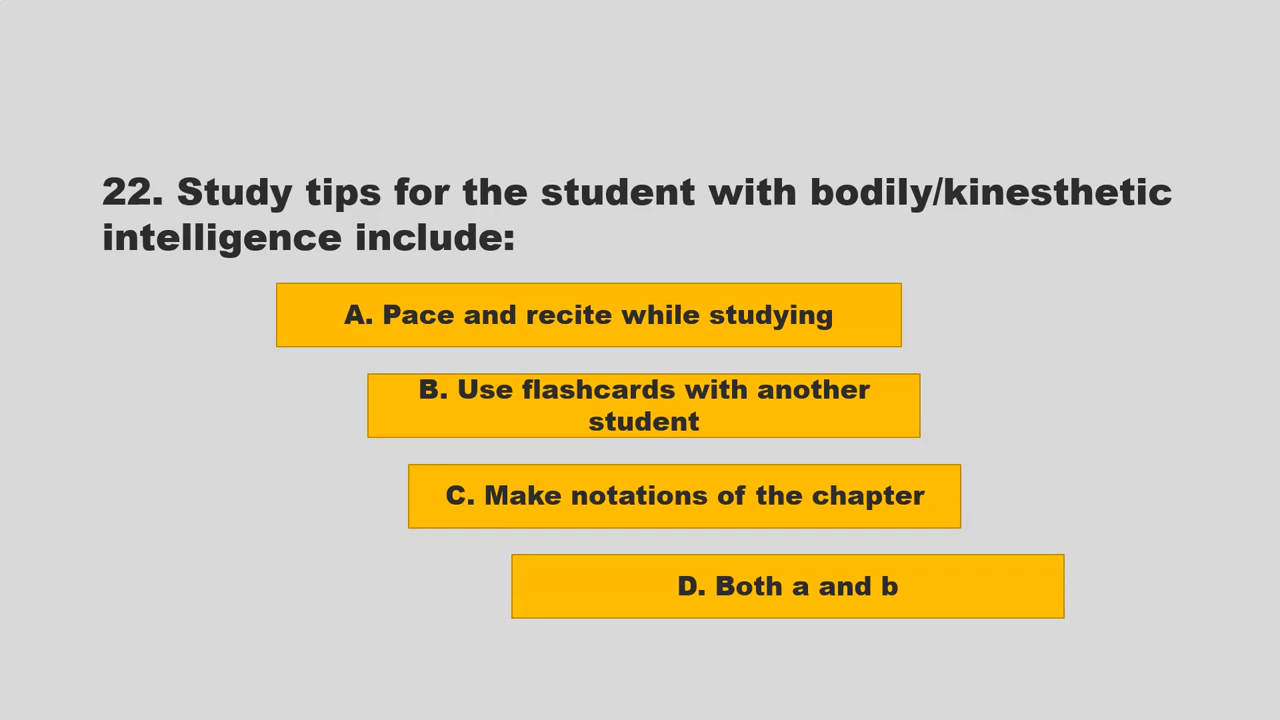 22. Study tips for the student with bodily/kinesthetic
intelligence include:
A. Pace and recite while studying
B. Use flashcards with another
student
C. Make notations of the chapter
D. Both a and b